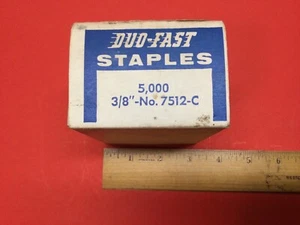 DUO-FAST
STAPLES
5,000
3/8"-No. 7512-C